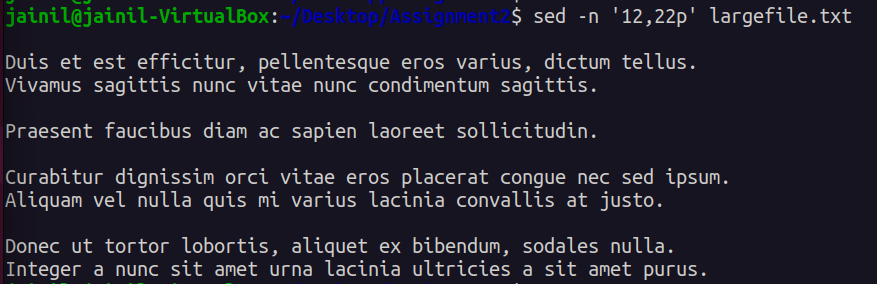 jainil@jainil-VirtualBox:~/Desktop/Assignment2$ sed -n '12,22p' largefile.txt
Duis et est efficitur, pellentesque eros varius, dictum tellus.
Vivamus sagittis nunc vitae nunc condimentum sagittis.
Praesent faucibus diam ac sapien laoreet sollicitudin.
Curabitur dignissim orci vitae eros placerat congue nec sed ipsum.
Aliquam vel nulla quis mi varius lacinia convallis at justo.
Donec ut tortor lobortis, aliquet ex bibendum, sodales nulla.
Integer a nunc sit amet urna lacinia ultricies a sit amet purus.